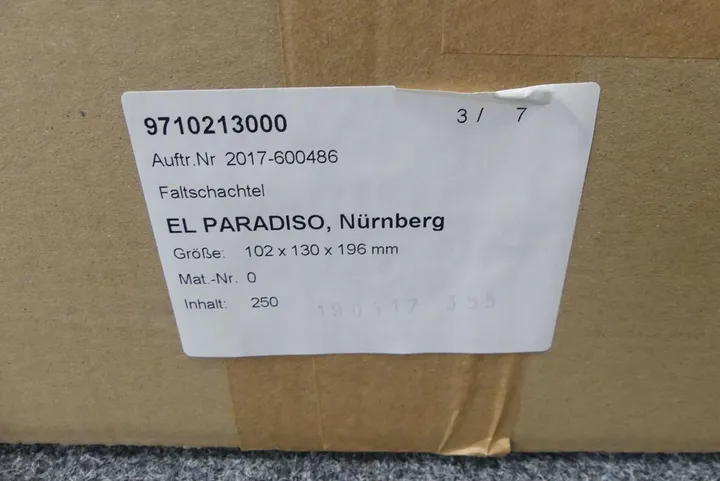 9710213000 3 / 7
Auftr.Nr 2017-600486
Faltschachtel
EL PARADISO, Nürnberg
Größe: 102 x 130 x 196 mm
Mat.-Nr. 0
Inhalt: 250